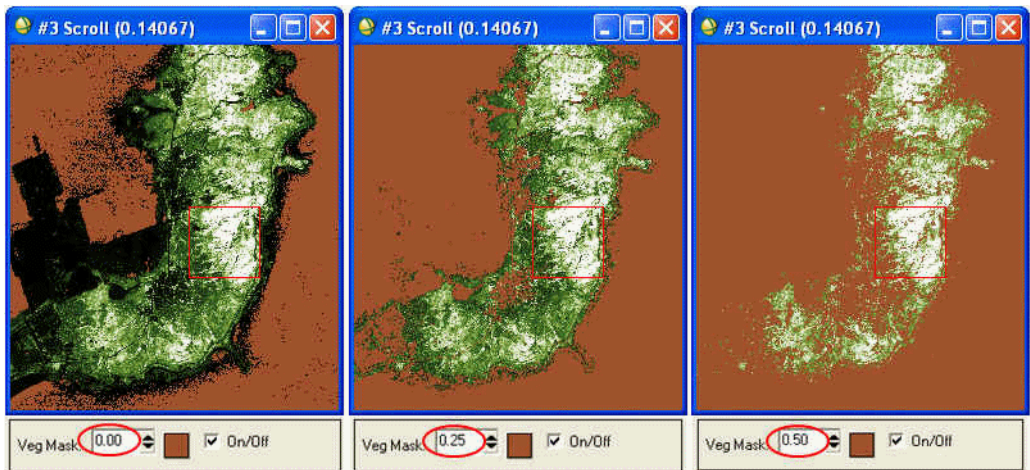 #3 Scroll (0.14067)
#3 Scroll (0.14067)
#3 Scroll (0.14067)
Veg Mask: 0.00 On/Off
Veg Mask: 0.25 On/Off
Veg Mask: 0.50 On/Off